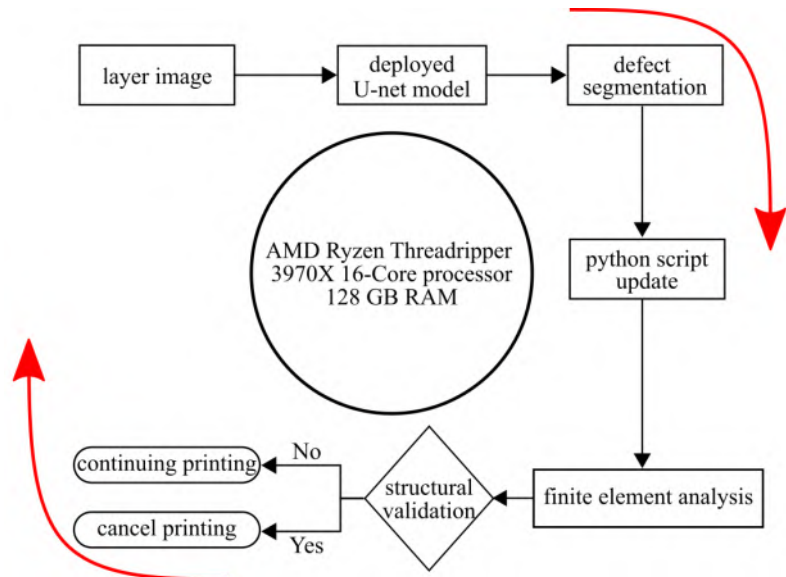 layer image
deployed
U-net model
defect
segmentation
AMD Ryzen Threadripper
3970X 16-Core processor
128 GB RAM
python script
update
finite element analysis
structural
validation
No
continuing printing
cancel printing
Yes